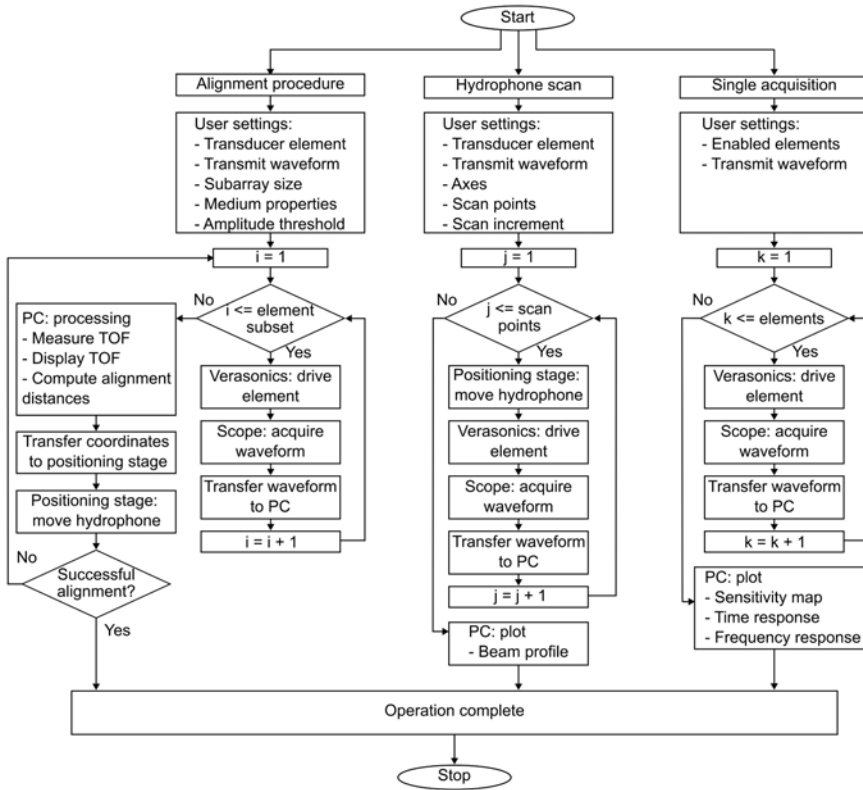 Start
Alignment procedure
User settings:
- Transducer element
- Transmit waveform
- Subarray size
- Medium properties
- Amplitude threshold
i = 1
No
i <= element
subset
Yes
Verasonics: drive
element
Scope: acquire
waveform
Transfer waveform
to PC
i = i + 1
PC: processing
- Measure TOF
- Display TOF
- Compute alignment
distances
Transfer coordinates
to positioning stage
Positioning stage:
move hydrophone
No
Successful
alignment?
Yes
Hydrophone scan
User settings:
- Transducer element
- Transmit waveform
- Axes
- Scan points
- Scan increment
j = 1
No
j <= scan
points
Yes
Positioning stage:
move hydrophone
Verasonics: drive
element
Scope: acquire
waveform
Transfer waveform
to PC
j = j + 1
PC: plot
- Beam profile
Single acquisition
User settings:
- Enabled elements
- Transmit waveform
k = 1
No
k <= elements
Yes
Verasonics: drive
element
Scope: acquire
waveform
Transfer waveform
to PC
k = k + 1
PC: plot
- Sensitivity map
- Time response
- Frequency response
Operation complete
Stop